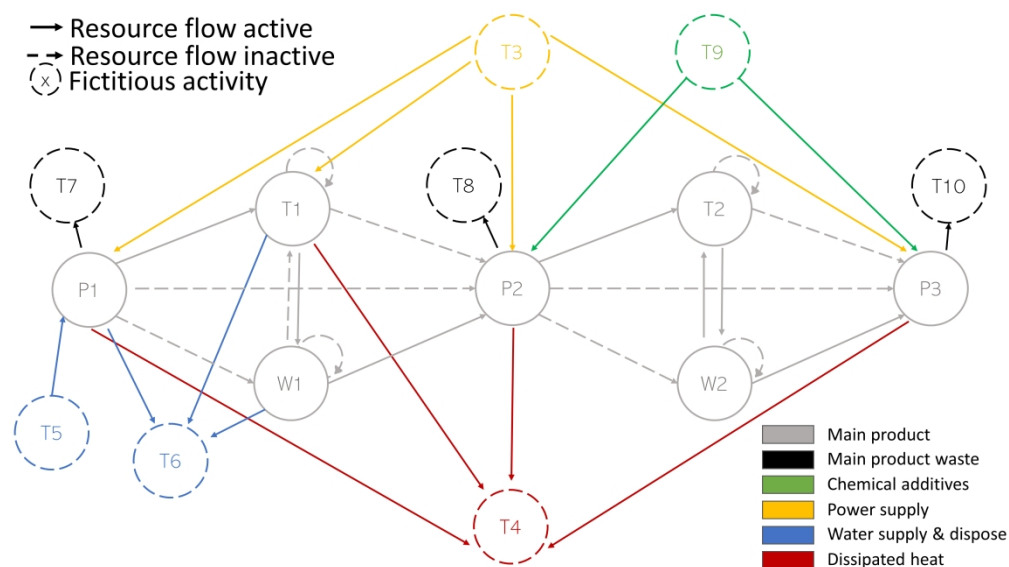 Resource flow active
Resource flow inactive
x Fictitious activity
T3
T9
T7
T1
T8
T2
T10
P1
P2
P3
W1
W2
T5
T6
T4
Main product
Main product waste
Chemical additives
Power supply
Water supply & dispose
Dissipated heat